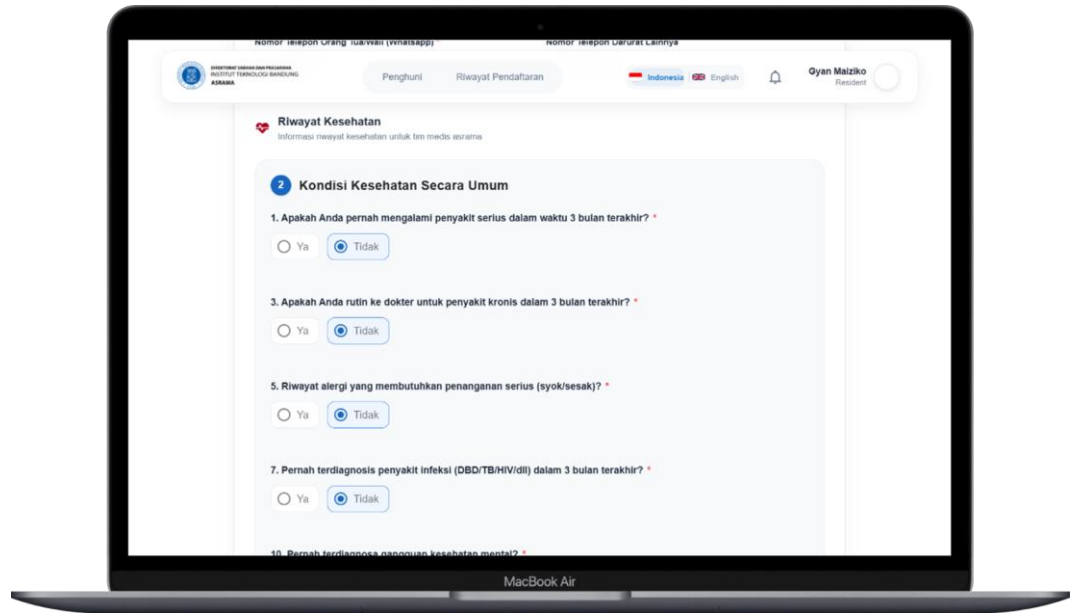 Nomor Telepon Orang Tua/Wali (Whatsapp) *
Nomor Telepon Darurat Lainnya
DIREKTORAT SARANA DAN PRASARANA
INSTITUT TEKNOLOGI BANDUNG
ASRAMA
Penghuni
Riwayat Pendaftaran
Indonesia
English
Gyan Maiziko
Resident
Riwayat Kesehatan
Informasi riwayat kesehatan untuk tim medis asrama
2 Kondisi Kesehatan Secara Umum
1. Apakah Anda pernah mengalami penyakit serius dalam waktu 3 bulan terakhir? *
Ya
Tidak
3. Apakah Anda rutin ke dokter untuk penyakit kronis dalam 3 bulan terakhir? *
Ya
Tidak
5. Riwayat alergi yang membutuhkan penanganan serius (syok/sesak)? *
Ya
Tidak
7. Pernah terdiagnosis penyakit infeksi (DBD/TB/HIV/dll) dalam 3 bulan terakhir? *
Ya
Tidak
10. Pernah terdiagnosa gangguan kesehatan mental? *
MacBook Air